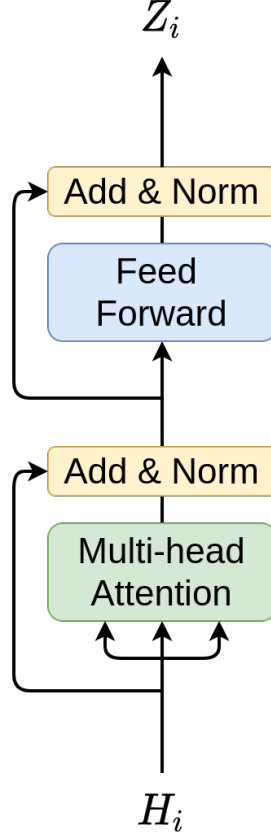 Z_i
Add & Norm
Feed
Forward
Add & Norm
Multi-head
Attention
H_i